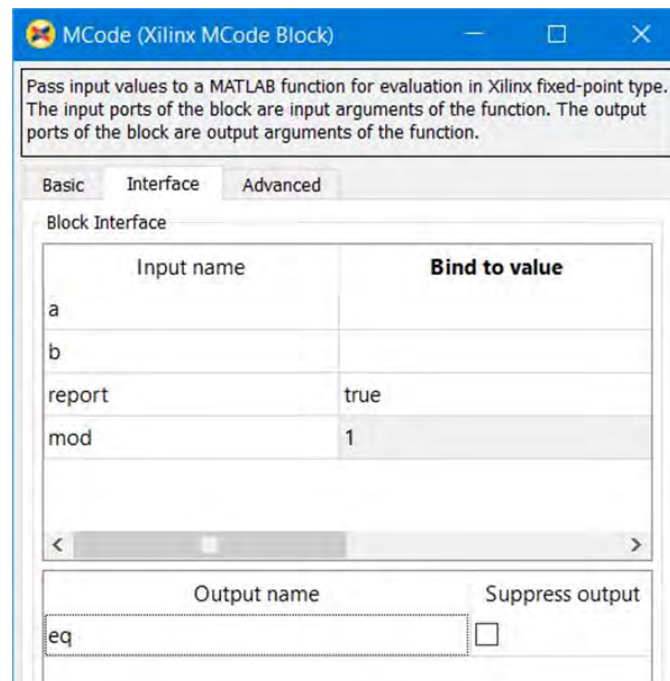 MCode (Xilinx MCode Block)
Pass input values to a MATLAB function for evaluation in Xilinx fixed-point type.
The input ports of the block are input arguments of the function. The output
ports of the block are output arguments of the function.
Basic Interface Advanced
Block Interface
Input name Bind to value
a
b
report true
mod 1
Output name Suppress output
eq